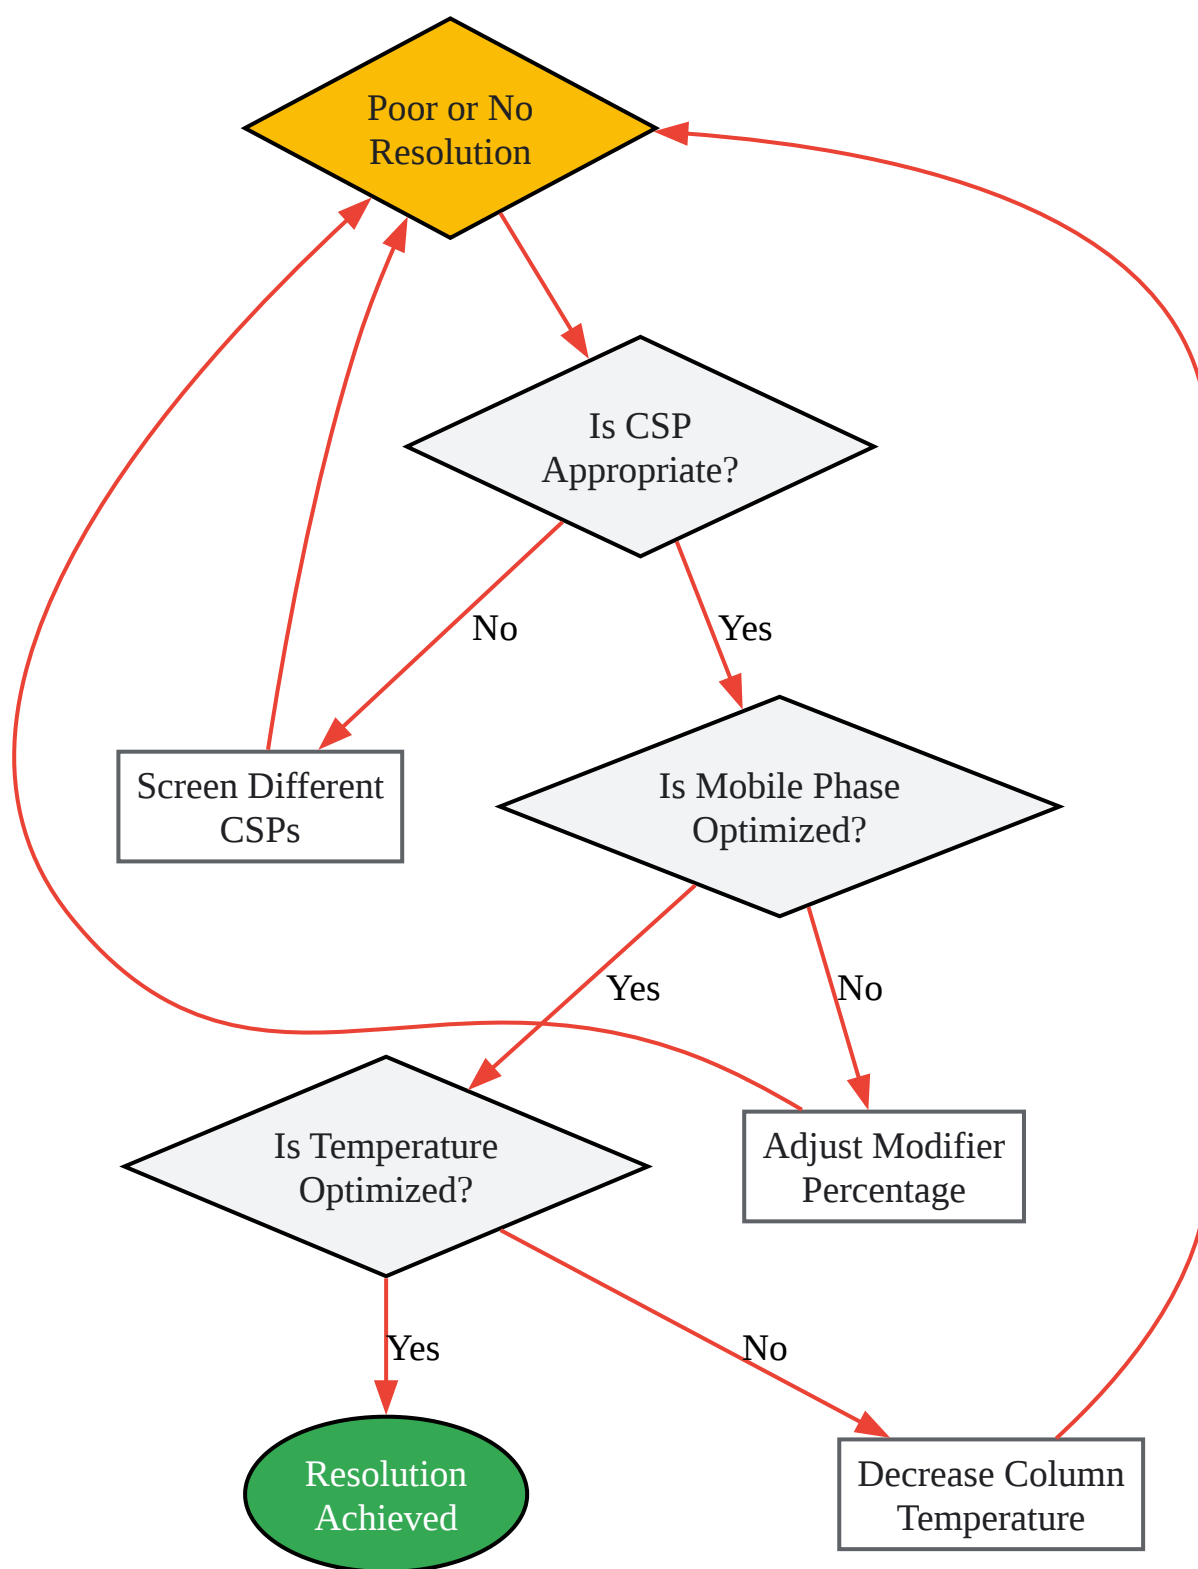 Poor or No
Resolution
Is CSP
Appropriate?
No
Yes
Screen Different
CSPs
Is Mobile Phase
Optimized?
Yes
No
Is Temperature
Optimized?
Adjust Modifier
Percentage
Yes
No
Resolution
Achieved
Decrease Column
Temperature